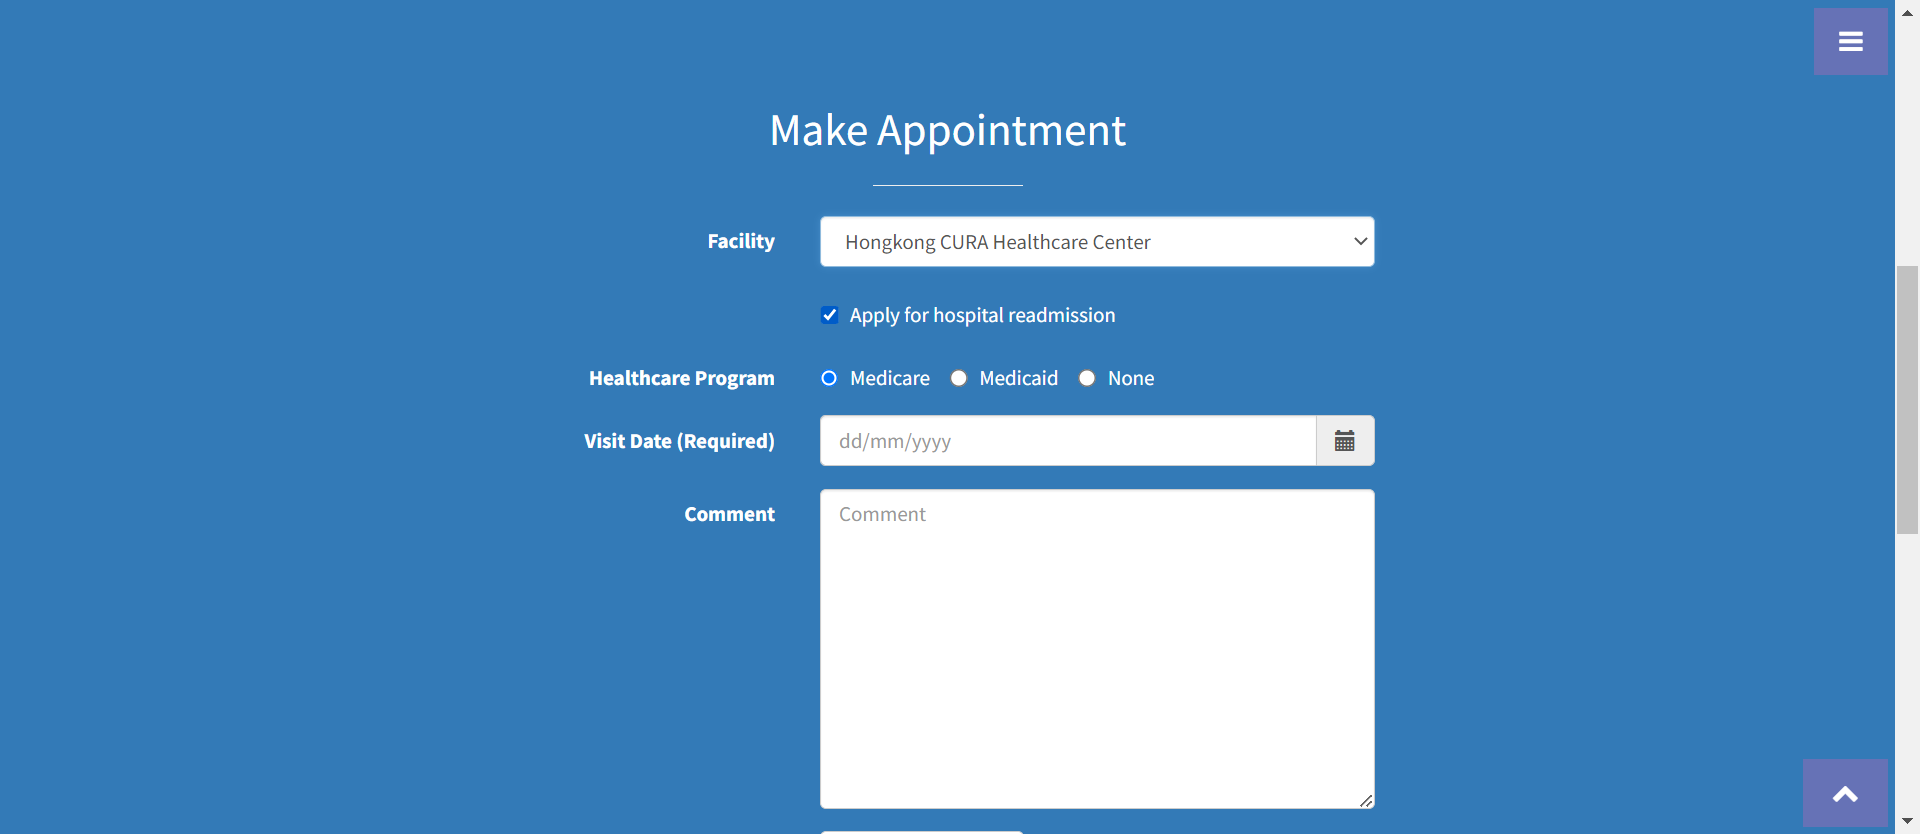 Make Appointment
Facility
Hongkong CURA Healthcare Center
Apply for hospital readmission
Healthcare Program
Medicare Medicaid None
Visit Date (Required)
dd/mm/yyyy
Comment
Comment